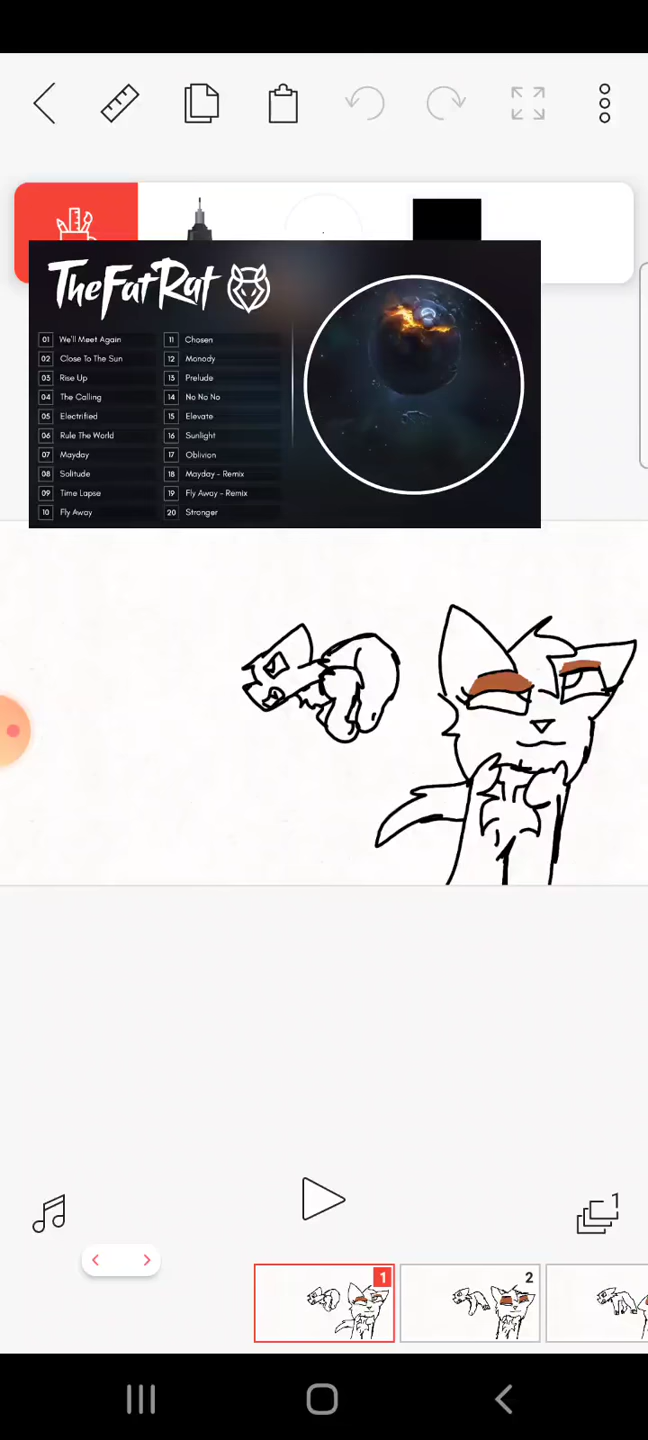 TheFatRat
01 We'll Meet Again
02 Close To The Sun
03 Rise Up
04 The Calling
05 Electrified
06 Rule The World
07 Mayday
08 Solitude
09 Time Lapse
10 Fly Away
11 Chosen
12 Monody
13 Prelude
14 No No No
15 Elevate
16 Sunlight
17 Oblivion
18 Mayday - Remix
19 Fly Away - Remix
20 Stronger
1
1
2